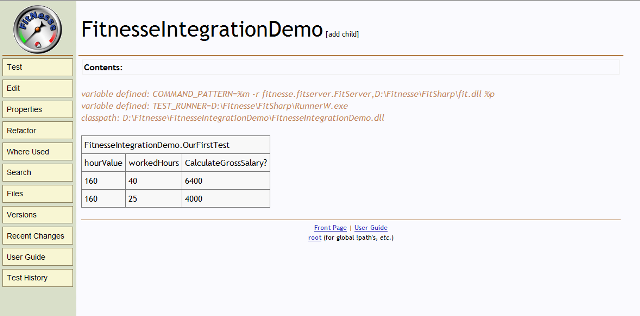 FitNesse
FitnesseIntegrationDemo [add child]
Test
Edit
Properties
Refactor
Where Used
Search
Files
Versions
Recent Changes
User Guide
Test History
Contents:
variable defined: COMMAND_PATTERN=%m -r fitnesse.fitserver.FitServer,D:\Fitnesse\FitSharp\fit.dll %p
variable defined: TEST_RUNNER=D:\Fitnesse\FitSharp\RunnerW.exe
classpath: D:\Fitnesse\FitnesseIntegrationDemo\FitnesseIntegrationDemo.dll
FitnesseIntegrationDemo.OurFirstTest
hourValue workedHours CalculateGrossSalary?
160 40 6400
160 25 4000
Front Page | User Guide
root (for global !path's, etc.)